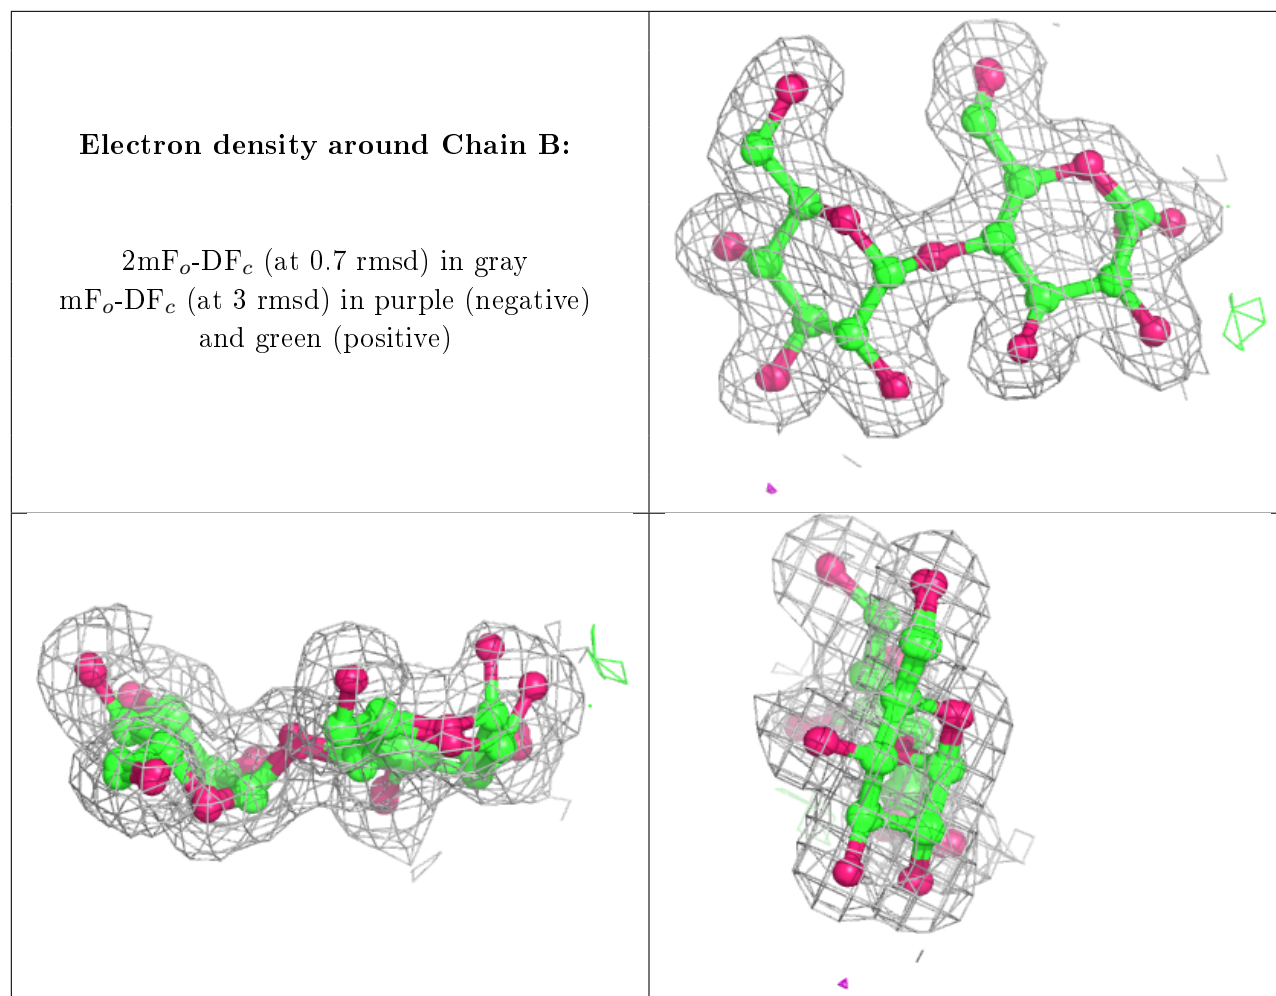 Electron density around Chain B:
2mFₒ-DF𝒸 (at 0.7 rmsd) in gray
mFₒ-DF𝒸 (at 3 rmsd) in purple (negative)
and green (positive)